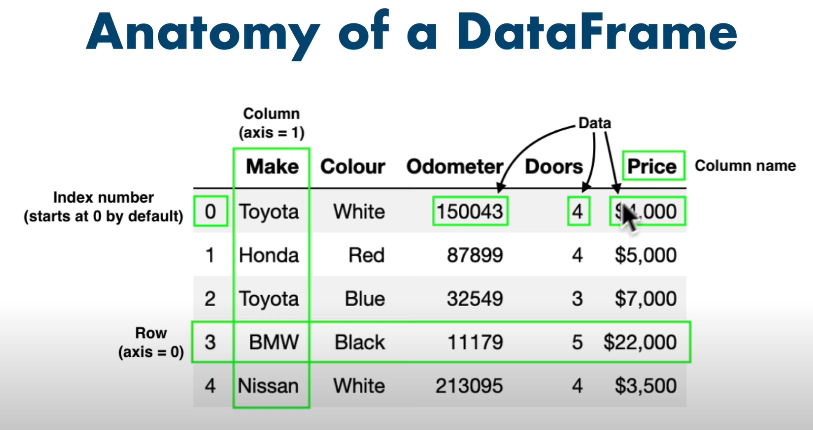 Anatomy of a DataFrame
Column
(axis = 1)
Data
Make Colour Odometer Doors Price Column name
Index number
(starts at 0 by default)
0 Toyota White 150043 4
1 Honda Red 87899 4 $5,000
2 Toyota Blue 32549 3 $7,000
Row
(axis = 0)
3 BMW Black 11179 5 $22,000
4 Nissan White 213095 4 $3,500